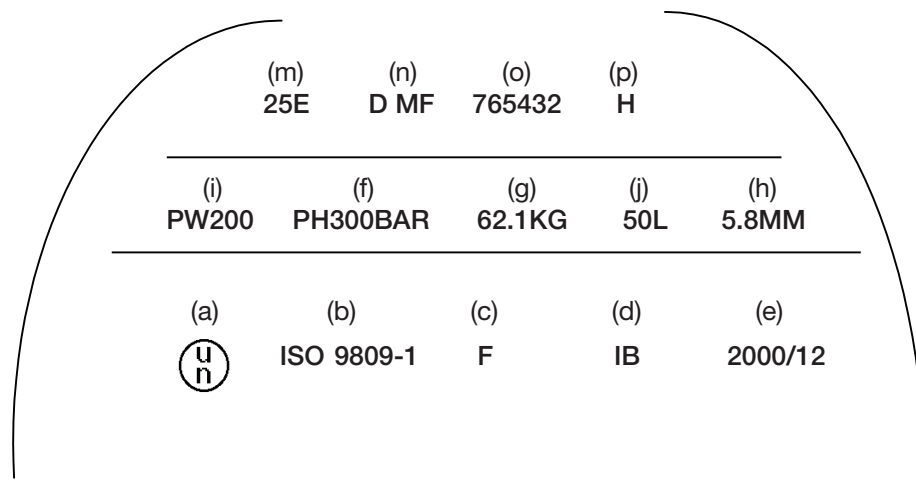 (m) (n) (o) (p)
25E D MF 765432 H
(i) (f) (g) (j) (h)
PW200 PH300BAR 62.1KG 50L 5.8MM
(a) (b) (c) (d) (e)
u n ISO 9809-1 F IB 2000/12